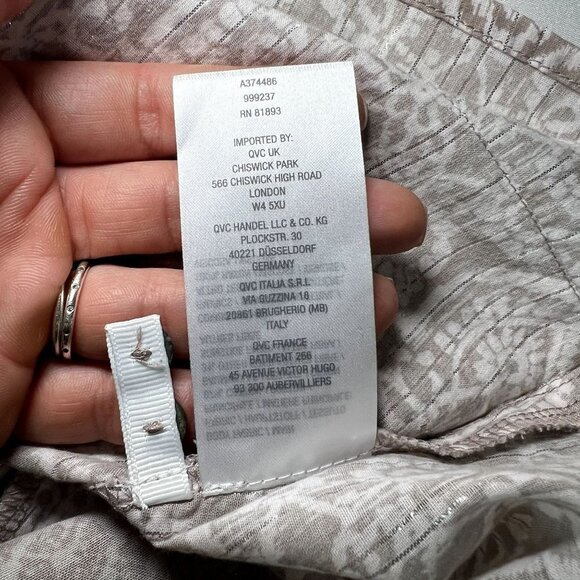 A374486
999237
RN 81893
IMPORTED BY:
QVC UK
CHISWICK PARK
566 CHISWICK HIGH ROAD
LONDON
W4 5XU
QVC HANDEL LLC & CO. KG
PLOCKSTR. 30
40221 DÜSSELDORF
GERMANY
QVC ITALIA S.R.L
VIA GUZZINA 18
20861 BRUGHERIO (MB)
ITALY
QVC FRANCE
BATIMENT 266
45 AVENUE VICTOR HUGO
93 300 AUBERVILLIERS